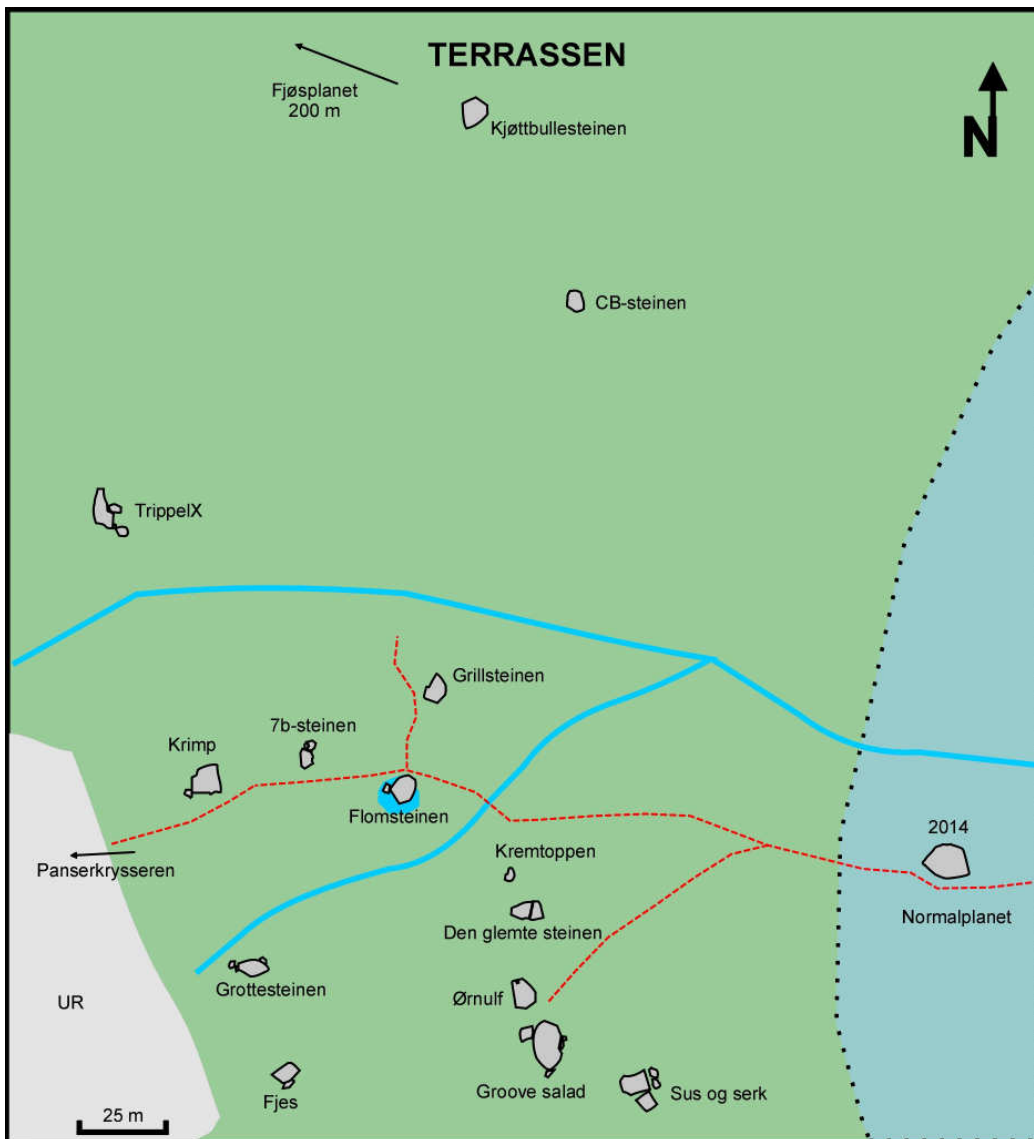 TERRASSEN
Fjøsplanet
200 m
Kjøttbullesteinen
N
CB-steinen
TrippelX
Grillsteinen
7b-steinen
Krimp
Flomsteinen
2014
Kremtoppen
Panserkrysseren
Normalplanet
Den glemte steinen
Grottesteinen
Ørnulf
UR
Groove salad
Sus og serk
Fjes
25 m